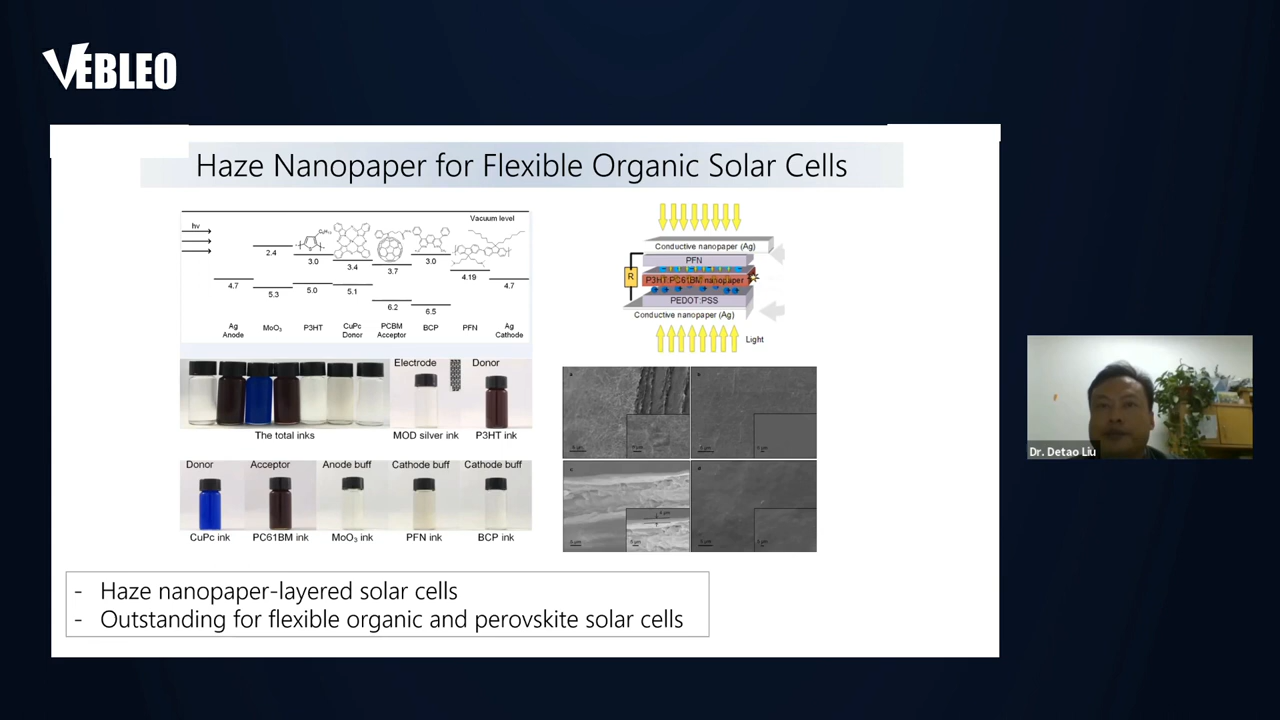 VEBLEO
Haze Nanopaper for Flexible Organic Solar Cells
Vacuum level
hν
2.4
3.0
3.4
3.7
3.0
4.19
4.7
5.3
5.0
5.1
6.2
6.5
4.7
Ag
Anode
MoO₃
P3HT
CuPc
Donor
PCBM
Acceptor
BCP
PFN
Ag
Cathode
Conductive nanopaper (Ag)
PFN
R
P3HT:PC61BM nanopaper
PEDOT:PSS
Conductive nanopaper (Ag)
Light
Electrode
Donor
The total inks
MOD silver ink
P3HT ink
Donor
Acceptor
Anode buff
Cathode buff
Cathode buff
CuPc ink
PC61BM ink
MoO₃ ink
PFN ink
BCP ink
- Haze nanopaper-layered solar cells
- Outstanding for flexible organic and perovskite solar cells
Dr. Detao Liu